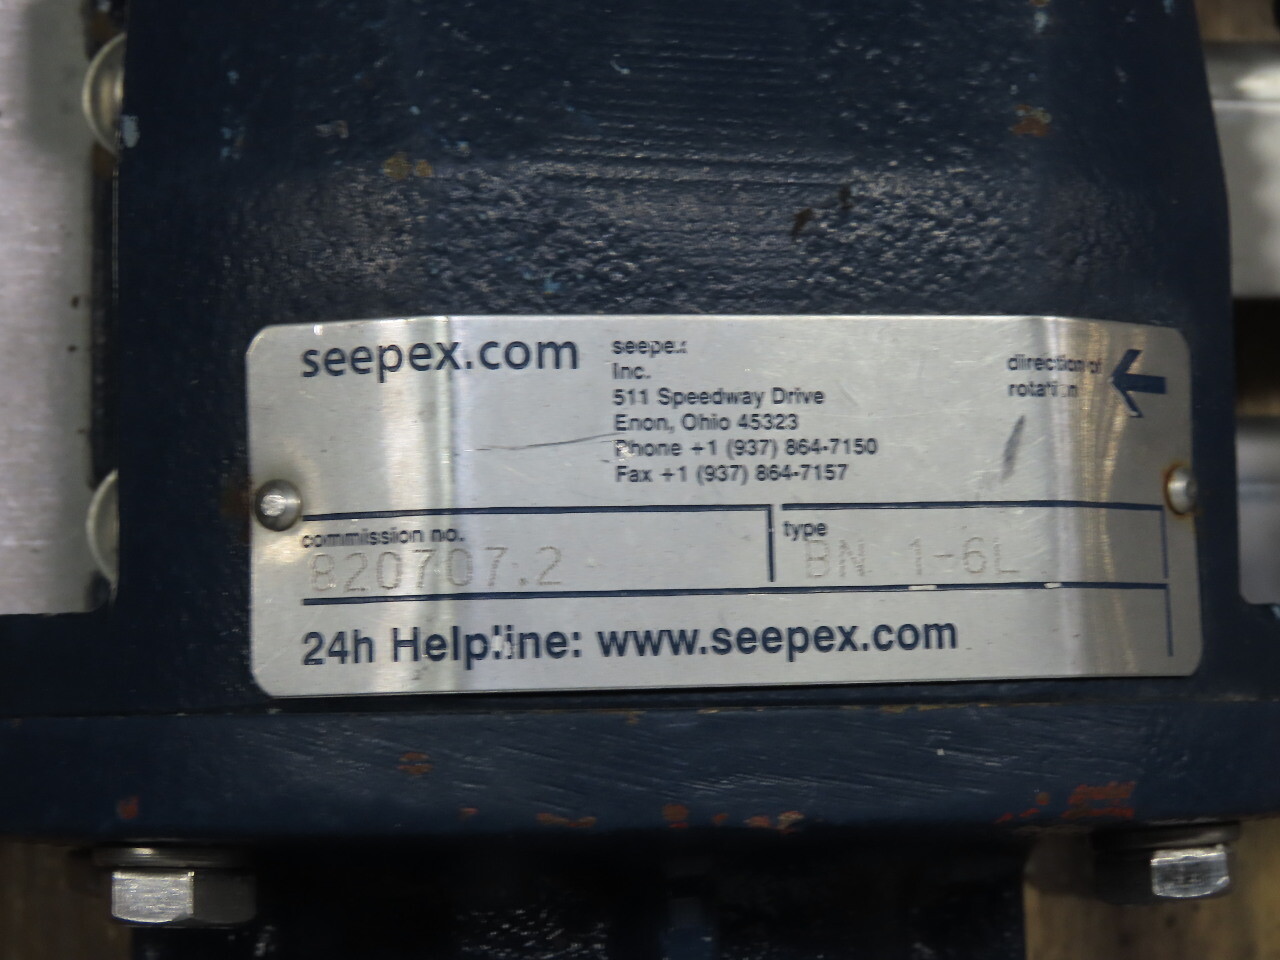 seepex.com
seepex
Inc.
511 Speedway Drive
Enon, Ohio 45323
Phone +1 (937) 864-7150
Fax +1 (937) 864-7157
direction of
rotation
commission no.
820707.2
type
BN 1-6L
24h Helpline: www.seepex.com